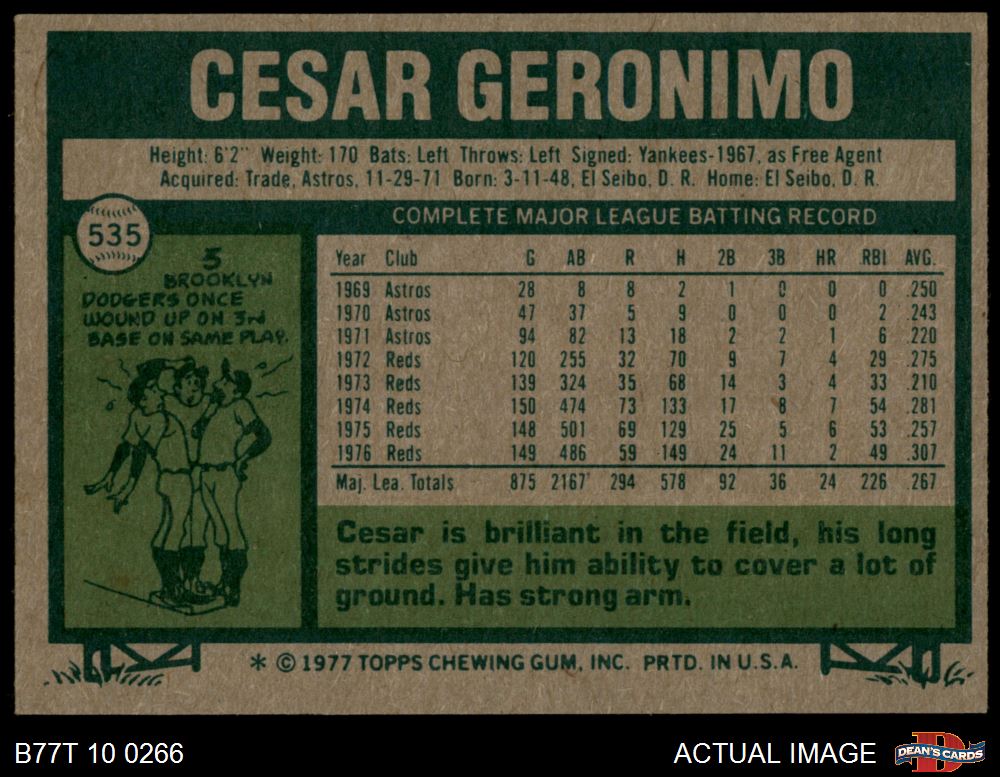 CESAR GERONIMO
Height: 6'2" Weight: 170 Bats: Left Throws: Left Signed: Yankees-1967, as Free Agent
Acquired: Trade, Astros, 11-29-71 Born: 3-11-48, El Seibo, D. R. Home: El Seibo, D. R.
535
5
BROOKLYN
DODGERS ONCE
WOUND UP ON 3rd
BASE ON SAME PLAY.
COMPLETE MAJOR LEAGUE BATTING RECORD
Year Club G AB R H 2B 3B HR RBI AVG.
1969 Astros 28 8 8 2 1 0 0 0 .250
1970 Astros 47 37 5 9 0 0 0 2 .243
1971 Astros 94 82 13 18 2 2 1 6 .220
1972 Reds 120 255 32 70 9 7 4 29 .275
1973 Reds 139 324 35 68 14 3 4 33 .210
1974 Reds 150 474 73 133 17 8 7 54 .281
1975 Reds 148 501 69 129 25 5 6 53 .257
1976 Reds 149 486 59 149 24 11 2 49 .307
Maj. Lea. Totals 875 2167 294 578 92 36 24 226 .267
Cesar is brilliant in the field, his long
strides give him ability to cover a lot of
ground. Has strong arm.
* © 1977 TOPPS CHEWING GUM, INC. PRTD. IN U.S.A.
B77T 10 0266
ACTUAL IMAGE
D
DEAN'S CARDS